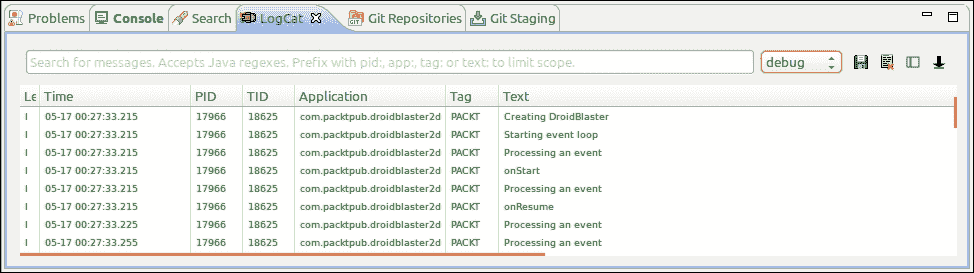 Problems Console Search LogCat Git Repositories Git Staging
Search for messages. Accepts Java regexes. Prefix with pid:, app:, tag: or text: to limit scope. debug
Le Time PID TID Application Tag Text
I 05-17 00:27:33.215 17966 18625 com.packtpub.droidblaster2d PACKT Creating DroidBlaster
I 05-17 00:27:33.215 17966 18625 com.packtpub.droidblaster2d PACKT Starting event loop
I 05-17 00:27:33.215 17966 18625 com.packtpub.droidblaster2d PACKT Processing an event
I 05-17 00:27:33.215 17966 18625 com.packtpub.droidblaster2d PACKT onStart
I 05-17 00:27:33.215 17966 18625 com.packtpub.droidblaster2d PACKT Processing an event
I 05-17 00:27:33.215 17966 18625 com.packtpub.droidblaster2d PACKT onResume
I 05-17 00:27:33.225 17966 18625 com.packtpub.droidblaster2d PACKT Processing an event
I 05-17 00:27:33.255 17966 18625 com.packtpub.droidblaster2d PACKT Processing an event